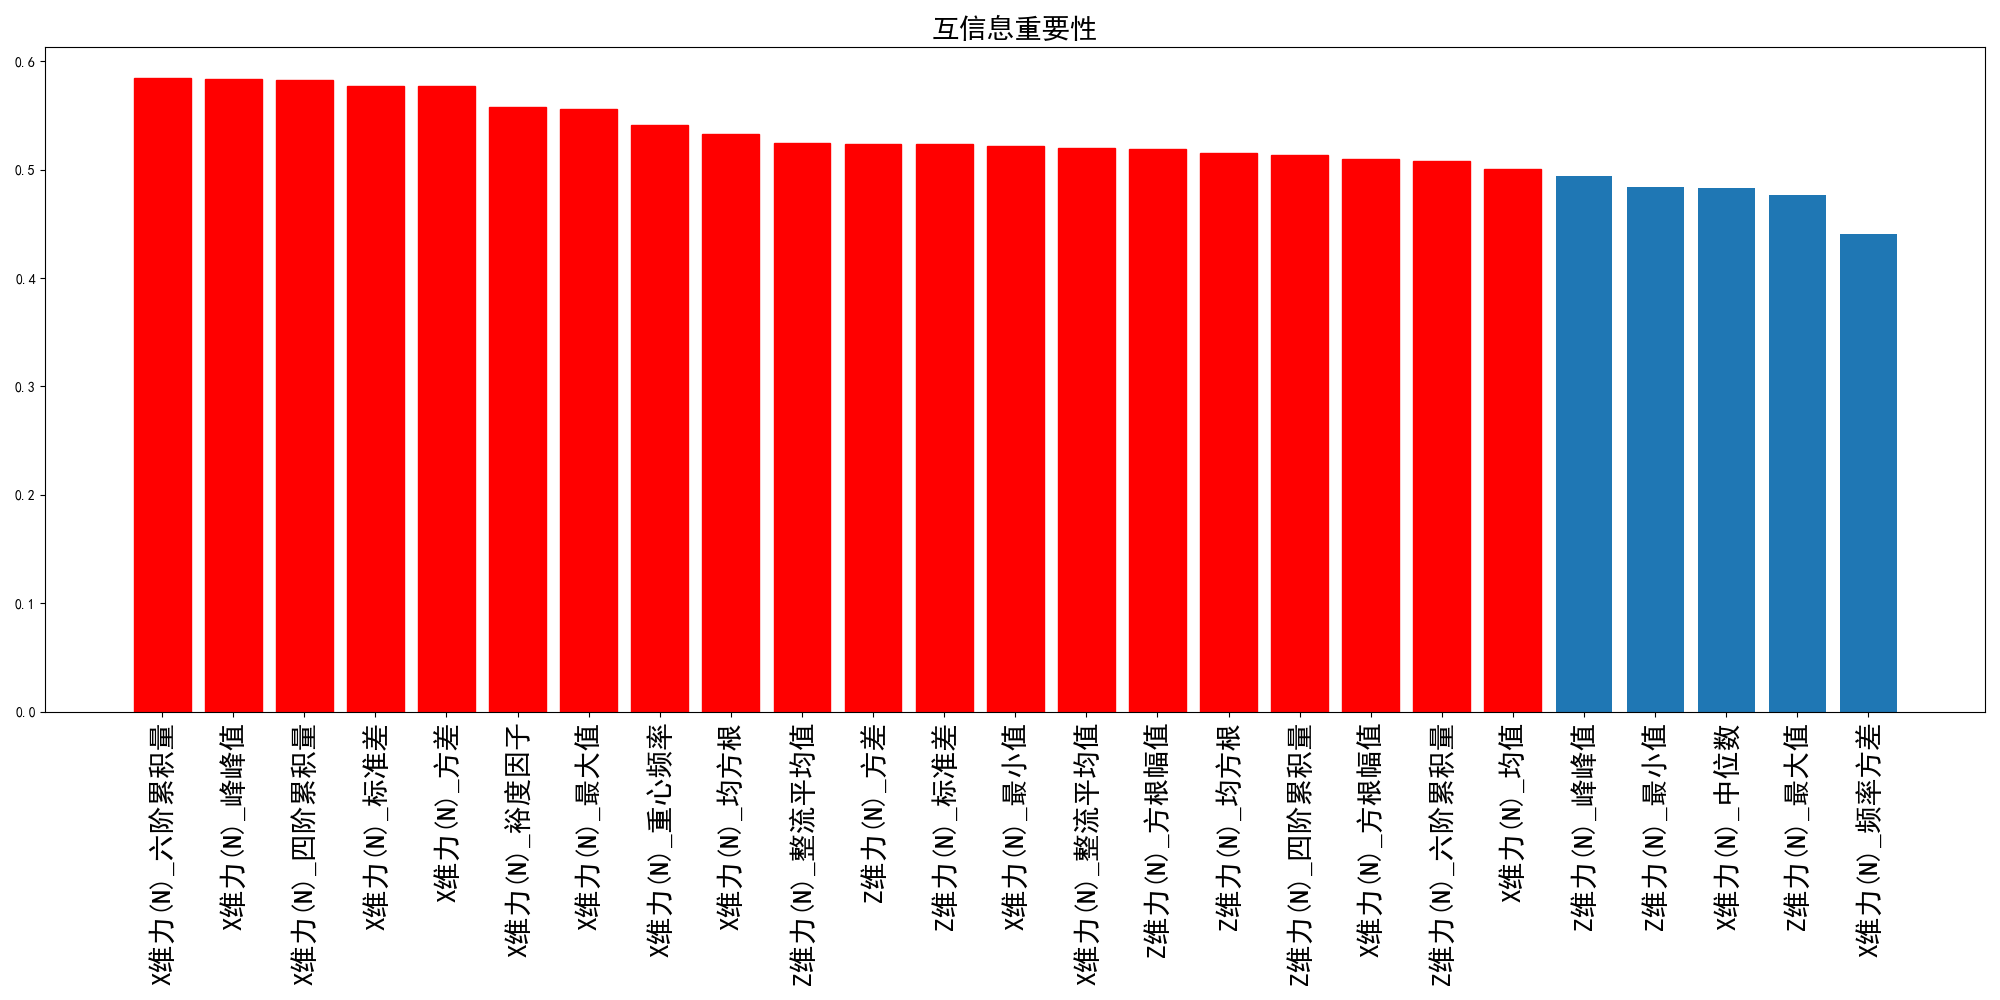 互信息重要性
0.6
0.5
0.4
0.3
0.2
0.1
0.0
X维力(N)_六阶累积量
X维力(N)_峰峰值
X维力(N)_四阶累积量
X维力(N)_标准差
X维力(N)_方差
X维力(N)_裕度因子
X维力(N)_最大值
X维力(N)_重心频率
X维力(N)_均方根
Z维力(N)_整流平均值
Z维力(N)_方差
Z维力(N)_标准差
X维力(N)_最小值
X维力(N)_整流平均值
Z维力(N)_方根幅值
Z维力(N)_均方根
Z维力(N)_四阶累积量
X维力(N)_方根幅值
Z维力(N)_六阶累积量
X维力(N)_均值
Z维力(N)_峰峰值
Z维力(N)_最小值
X维力(N)_中位数
Z维力(N)_最大值
X维力(N)_频率方差